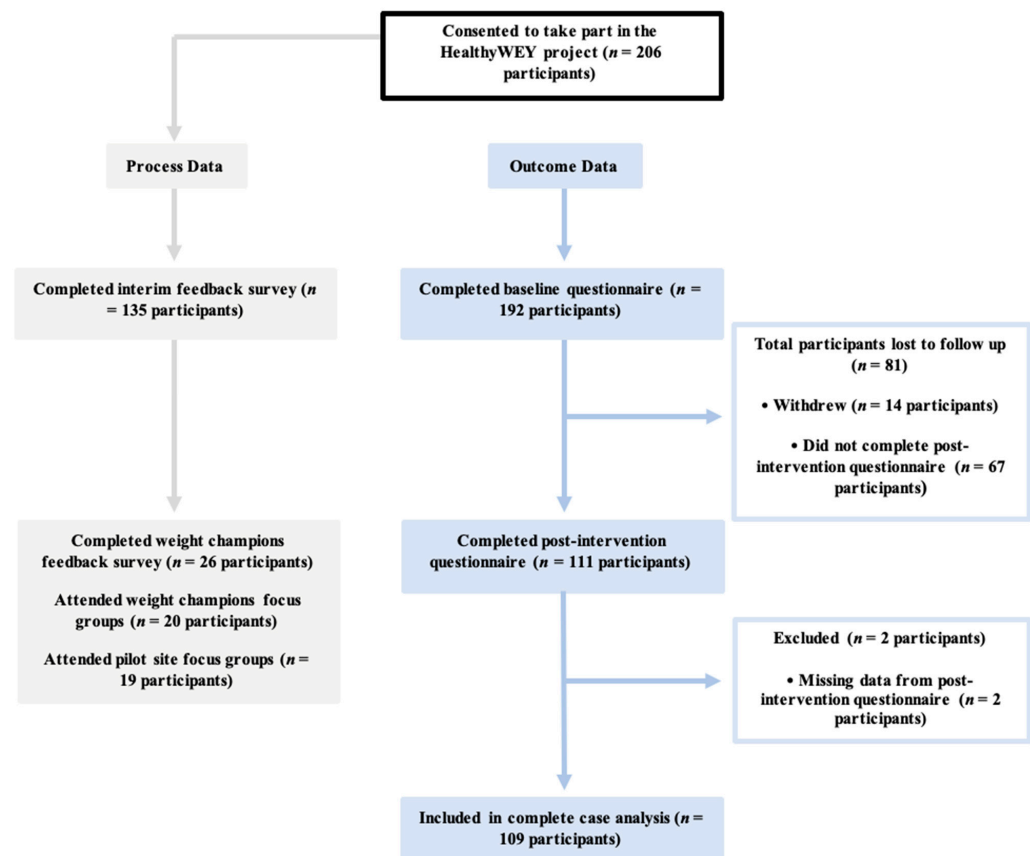 Consented to take part in the
HealthyWEY project (n = 206
participants)
Process Data
Outcome Data
Completed interim feedback survey (n
= 135 participants)
Completed baseline questionnaire (n =
192 participants)
Total participants lost to follow up
(n = 81)
• Withdrew (n = 14 participants)
• Did not complete post-
intervention questionnaire (n = 67
participants)
Completed weight champions
feedback survey (n = 26 participants)
Attended weight champions focus
groups (n = 20 participants)
Attended pilot site focus groups (n =
19 participants)
Completed post-intervention
questionnaire (n = 111 participants)
Excluded (n = 2 participants)
• Missing data from post-
intervention questionnaire (n = 2
participants)
Included in complete case analysis (n =
109 participants)